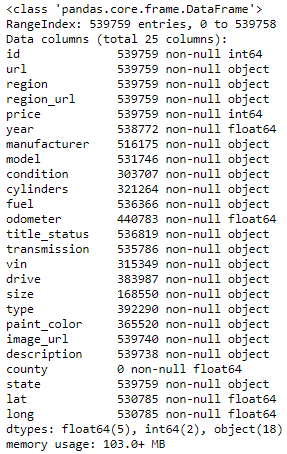 <class 'pandas.core.frame.DataFrame'>
RangeIndex: 539759 entries, 0 to 539758
Data columns (total 25 columns):
id              539759 non-null int64
url             539759 non-null object
region          539759 non-null object
region_url      539759 non-null object
price           539759 non-null int64
year            538772 non-null float64
manufacturer    516175 non-null object
model           531746 non-null object
condition       303707 non-null object
cylinders       321264 non-null object
fuel            536366 non-null object
odometer        440783 non-null float64
title_status    536819 non-null object
transmission    535786 non-null object
vin             315349 non-null object
drive           383987 non-null object
size            168550 non-null object
type            392290 non-null object
paint_color     365520 non-null object
image_url       539740 non-null object
description     539738 non-null object
county          0 non-null float64
state           539759 non-null object
lat             530785 non-null float64
long            530785 non-null float64
dtypes: float64(5), int64(2), object(18)
memory usage: 103.0+ MB